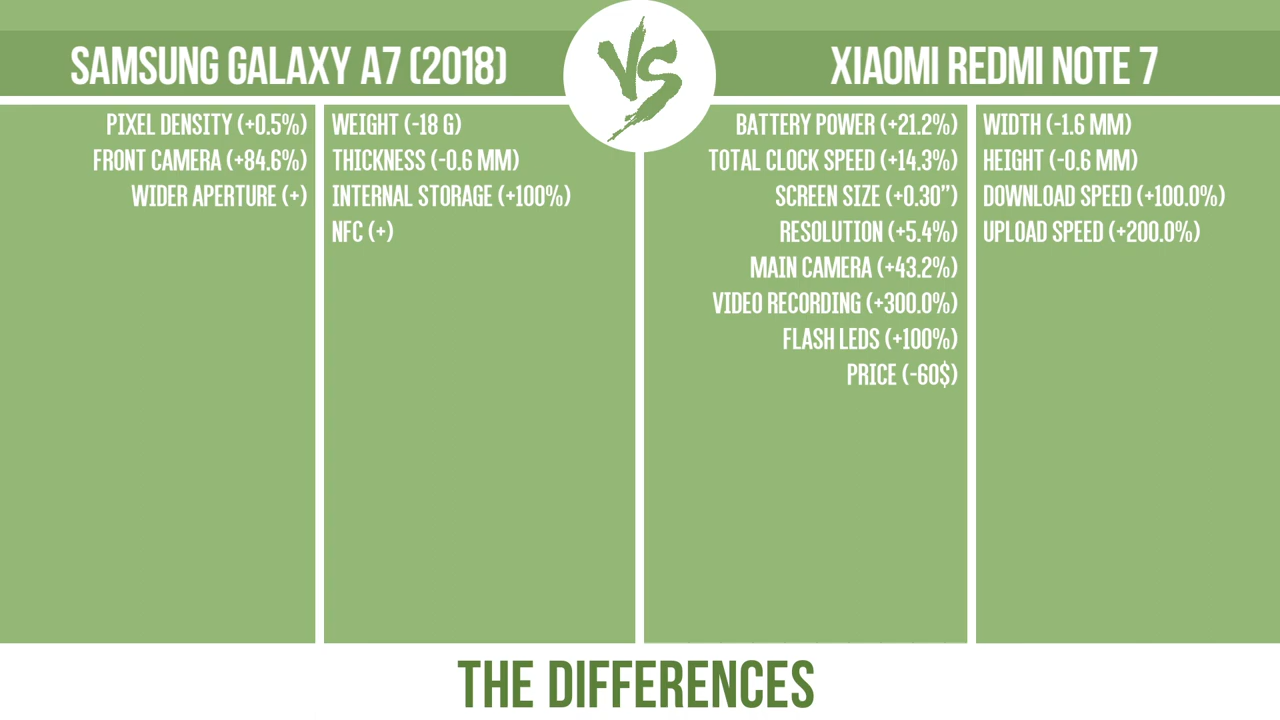 SAMSUNG GALAXY A7 (2018)
VS
XIAOMI REDMI NOTE 7
PIXEL DENSITY (+0.5%)
FRONT CAMERA (+84.6%)
WIDER APERTURE (+)
WEIGHT (-18 G)
THICKNESS (-0.6 MM)
INTERNAL STORAGE (+100%)
NFC (+)
BATTERY POWER (+21.2%)
TOTAL CLOCK SPEED (+14.3%)
SCREEN SIZE (+0.30")
RESOLUTION (+5.4%)
MAIN CAMERA (+43.2%)
VIDEO RECORDING (+300.0%)
FLASH LEDS (+100%)
PRICE (-60$)
WIDTH (-1.6 MM)
HEIGHT (-0.6 MM)
DOWNLOAD SPEED (+100.0%)
UPLOAD SPEED (+200.0%)
THE DIFFERENCES